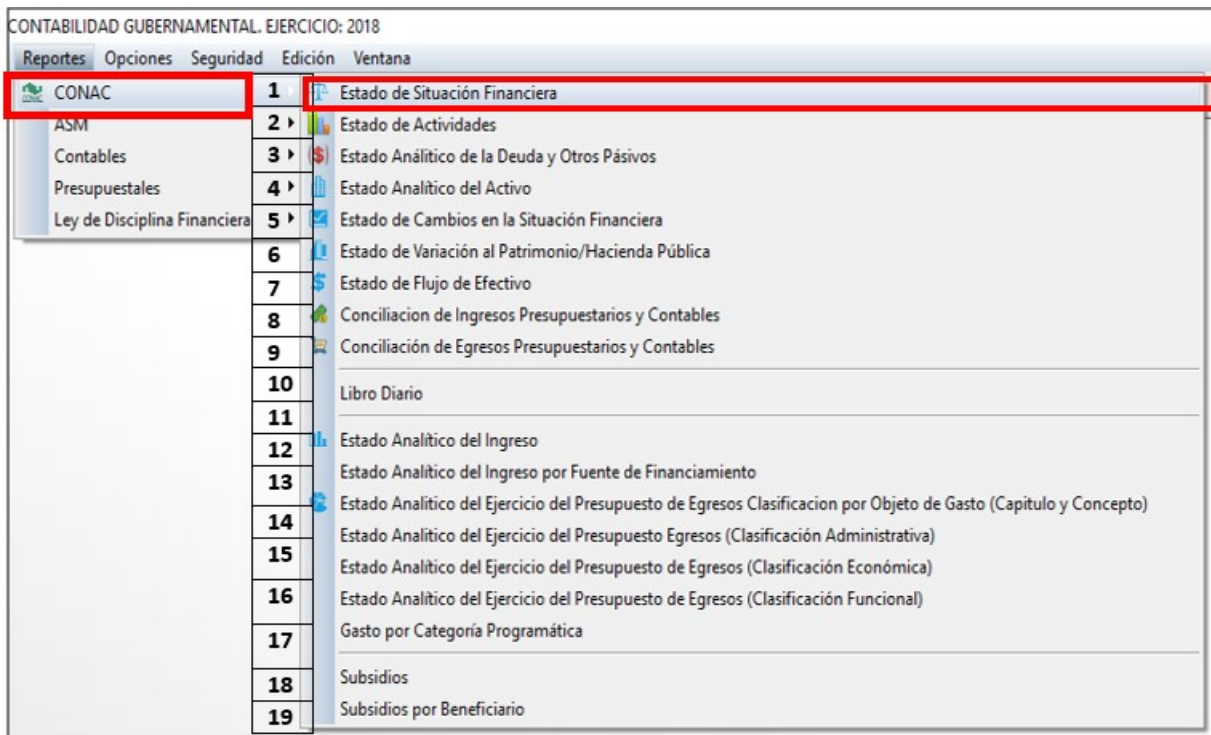 CONTABILIDAD GUBERNAMENTAL. EJERCICIO: 2018
Reportes Opciones Seguridad Edición Ventana
CONAC 1 Estado de Situación Financiera
ASM 2 Estado de Actividades
Contables 3 Estado Análitico de la Deuda y Otros Pásivos
Presupuestales 4 Estado Analítico del Activo
Ley de Disciplina Financiera 5 Estado de Cambios en la Situación Financiera
6 Estado de Variación al Patrimonio/Hacienda Pública
7 Estado de Flujo de Efectivo
8 Conciliacion de Ingresos Presupuestarios y Contables
9 Conciliación de Egresos Presupuestarios y Contables
10 Libro Diario
11
12 Estado Analítico del Ingreso
13 Estado Analítico del Ingreso por Fuente de Financiamiento
Estado Analítico del Ejercicio del Presupuesto de Egresos Clasificacion por Objeto de Gasto (Capitulo y Concepto)
14 Estado Analítico del Ejercicio del Presupuesto Egresos (Clasificación Administrativa)
15 Estado Analítico del Ejercicio del Presupuesto de Egresos (Clasificación Económica)
16 Estado Analítico del Ejercicio del Presupuesto de Egresos (Clasificación Funcional)
17 Gasto por Categoría Programática
18 Subsidios
19 Subsidios por Beneficiario